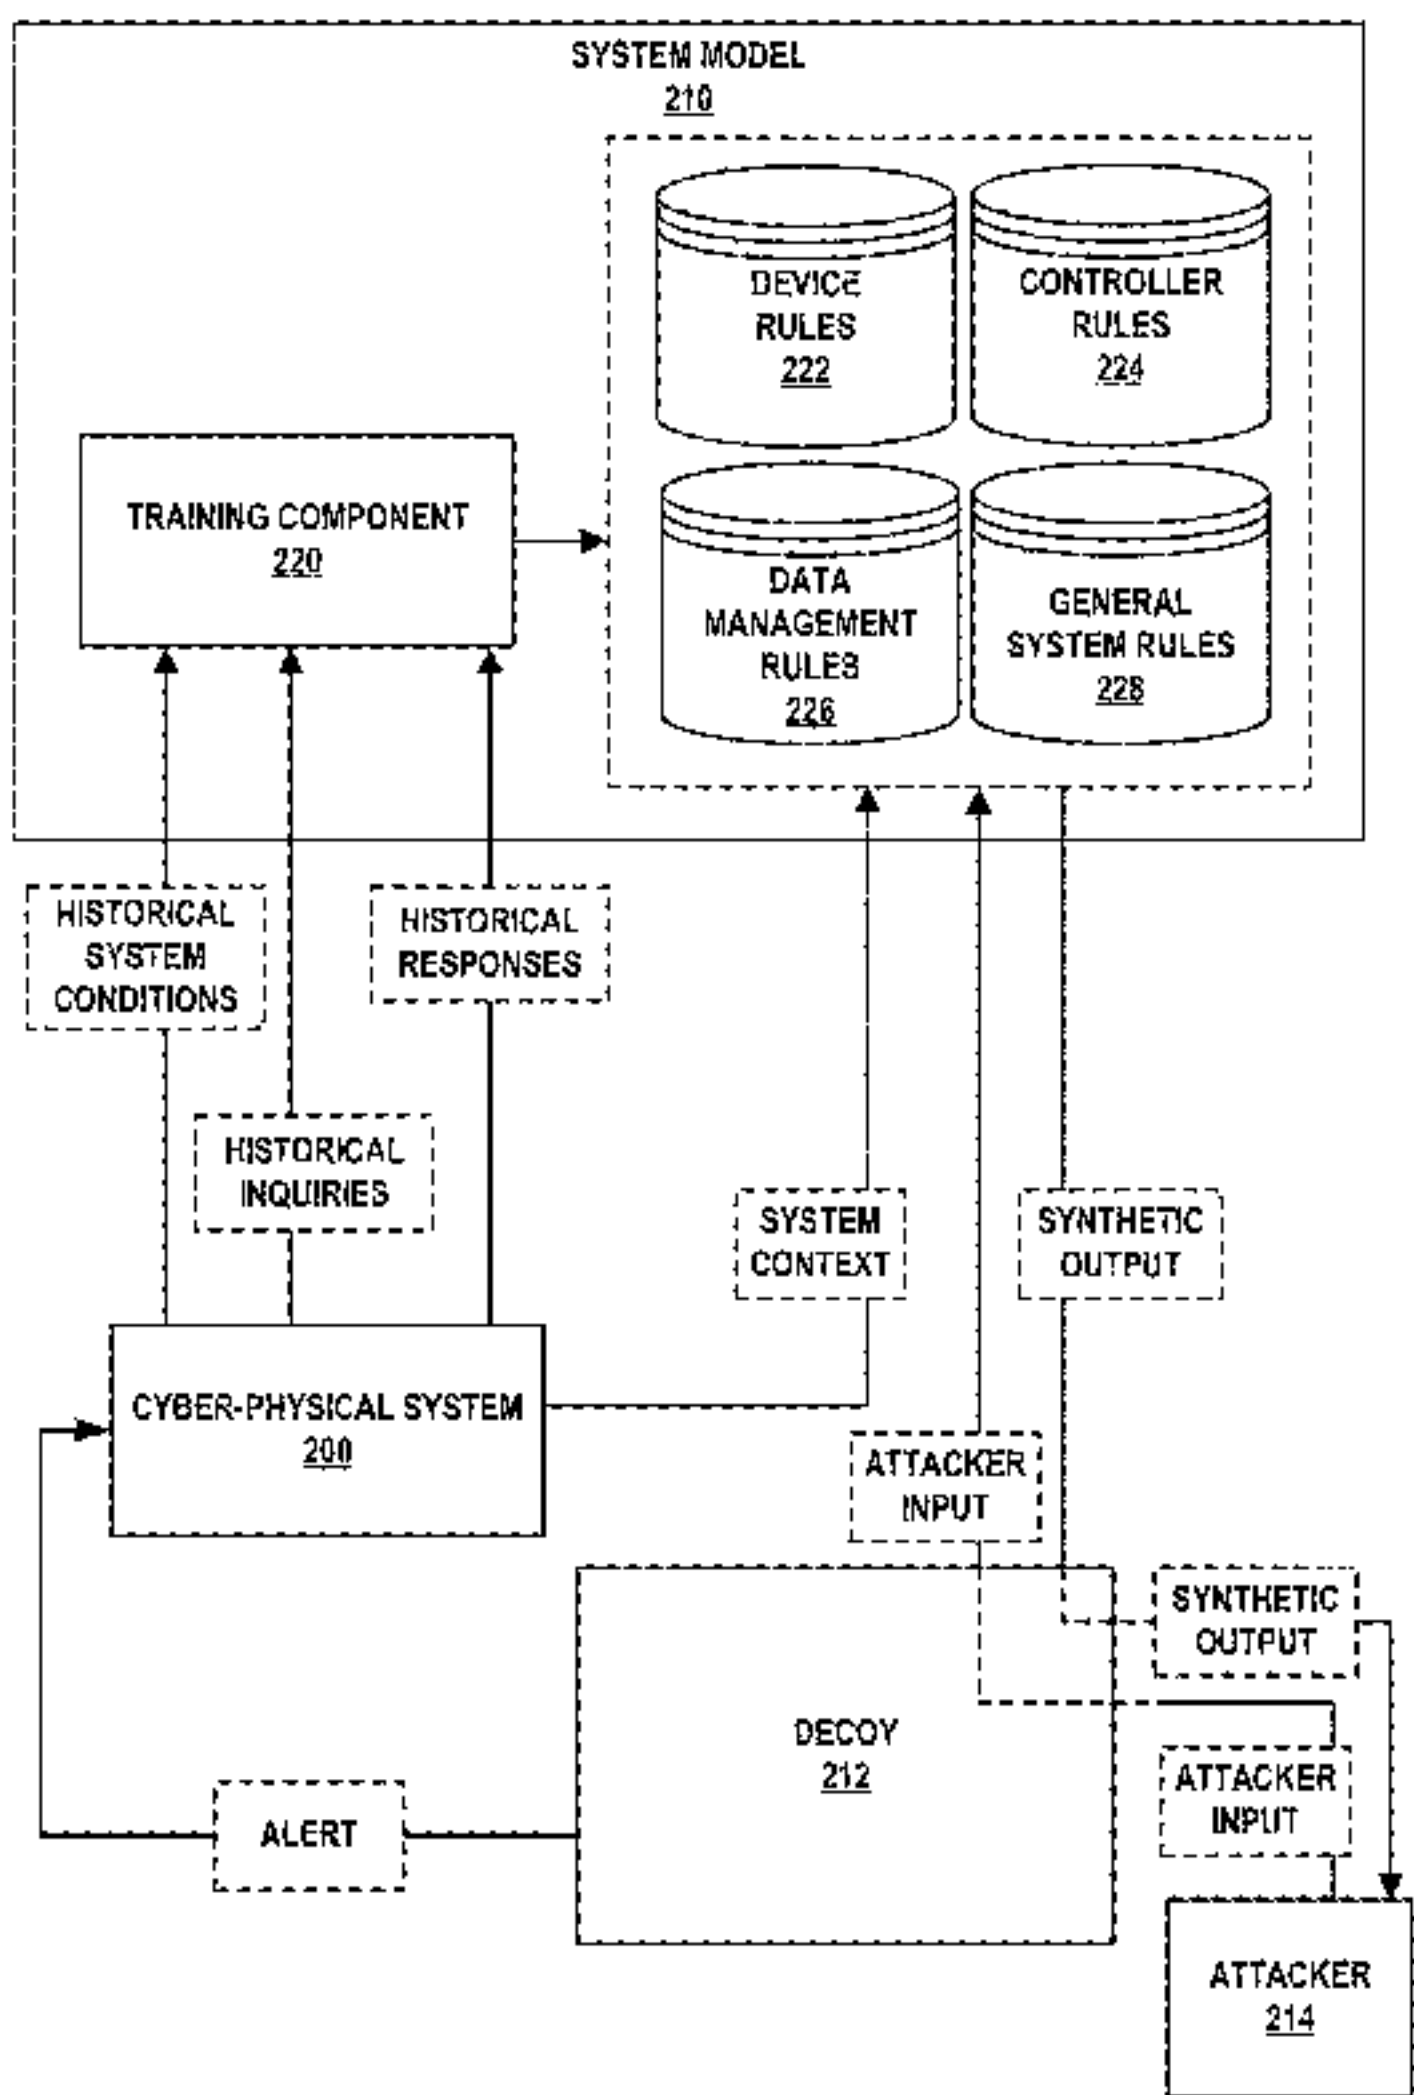 SYSTEM MODEL
210
DEVICE
RULES
222
CONTROLLER
RULES
224
TRAINING COMPONENT
220
DATA
MANAGEMENT
RULES
226
GENERAL
SYSTEM RULES
228
HISTORICAL
SYSTEM
CONDITIONS
HISTORICAL
RESPONSES
HISTORICAL
INQUIRIES
SYSTEM
CONTEXT
SYNTHETIC
OUTPUT
CYBER-PHYSICAL SYSTEM
200
ATTACKER
INPUT
SYNTHETIC
OUTPUT
DECOY
212
ATTACKER
INPUT
ALERT
ATTACKER
214